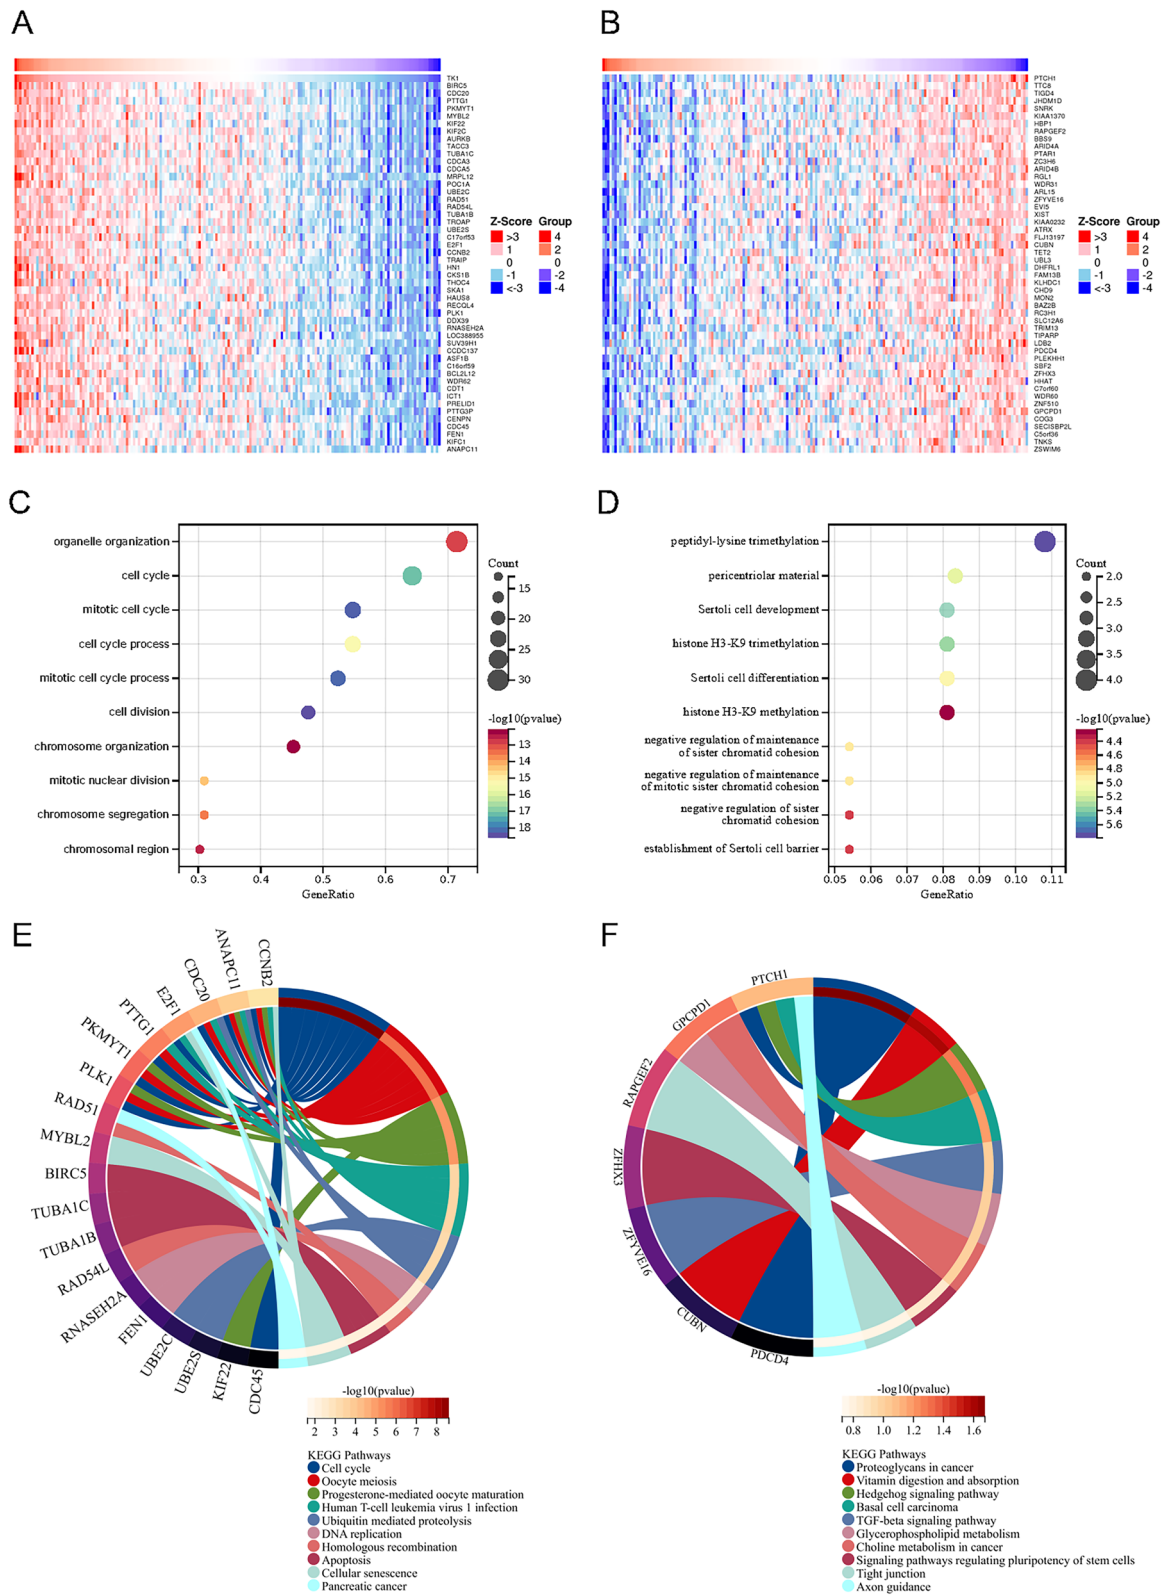 A
B
TK1
BIRC5
CDC20
PTTG1
PKMYT1
MYBL2
KIF22
KIF2C
AURKB
TACC3
TUBA1C
CDCA3
CDCA5
MRPL12
POC1A
UBE2C
RAD51
RAD54L
TUBA1B
TROAP
UBE2S
C17orf53
E2F1
CCNB2
TRAIP
HN1
CKS1B
THOC4
SKA1
HAUS8
RECQL4
PLK1
DDX39
RNASEH2A
LOC388955
SUV39H1
CCDC137
ASF1B
C16orf59
BCL2L12
WDR62
CDT1
ICT1
PRELID1
PTTG3P
CENPN
CDC45
FEN1
KIFC1
ANAPC11
Z-Score Group
>3 4
1 2
0 0
-1 -2
<-3 -4
PTCH1
TTC8
TIGD4
JHDM1D
SNRK
KIAA1370
HBP1
RAPGEF2
BBS9
ARID4A
PTAR1
ZC3H6
ARID4B
RGL1
WDR31
ARL15
ZFYVE16
EVI5
XIST
KIAA0232
ATRX
FLJ13197
CUBN
TET2
UBL3
DHFRL1
FAM13B
KLHDC1
CHD9
MON2
BAZ2B
RC3H1
SLC12A6
TRIM13
TIPARP
LDB2
PDCD4
PLEKHH1
SBF2
ZFHX3
HHAT
C7orf60
WDR60
ZNF510
GPCPD1
COG3
SECISBP2L
C5orf36
TNKS
ZSWIM6
Z-Score Group
>3 4
1 2
0 0
-1 -2
<-3 -4
C
organelle organization
cell cycle
mitotic cell cycle
cell cycle process
mitotic cell cycle process
cell division
chromosome organization
mitotic nuclear division
chromosome segregation
chromosomal region
0.3 0.4 0.5 0.6 0.7
GeneRatio
Count
15
20
25
30
-log10(pvalue)
13
14
15
16
17
18
D
peptidyl-lysine trimethylation
pericentriolar material
Sertoli cell development
histone H3-K9 trimethylation
Sertoli cell differentiation
histone H3-K9 methylation
negative regulation of maintenance
of sister chromatid cohesion
negative regulation of maintenance
of mitotic sister chromatid cohesion
negative regulation of sister
chromatid cohesion
establishment of Sertoli cell barrier
0.05 0.06 0.07 0.08 0.09 0.10 0.11
GeneRatio
Count
2.0
2.5
3.0
3.5
4.0
-log10(pvalue)
4.4
4.6
4.8
5.0
5.2
5.4
5.6
E
CCNB2
ANAPC11
CDC20
E2F1
PTTG1
PKMYT1
PLK1
RAD51
MYBL2
BIRC5
TUBA1C
TUBA1B
RAD54L
RNASEH2A
FEN1
UBE2C
UBE2S
KIF22
CDC45
-log10(pvalue)
2 3 4 5 6 7 8
KEGG Pathways
Cell cycle
Oocyte meiosis
Progesterone-mediated oocyte maturation
Human T-cell leukemia virus 1 infection
Ubiquitin mediated proteolysis
DNA replication
Homologous recombination
Apoptosis
Cellular senescence
Pancreatic cancer
F
PTCH1
GPCPD1
RAPGEF2
ZFHX3
ZFYVE16
CUBN
PDCD4
-log10(pvalue)
0.8 1.0 1.2 1.4 1.6
KEGG Pathways
Proteoglycans in cancer
Vitamin digestion and absorption
Hedgehog signaling pathway
Basal cell carcinoma
TGF-beta signaling pathway
Glycerophospholipid metabolism
Choline metabolism in cancer
Signaling pathways regulating pluripotency of stem cells
Tight junction
Axon guidance